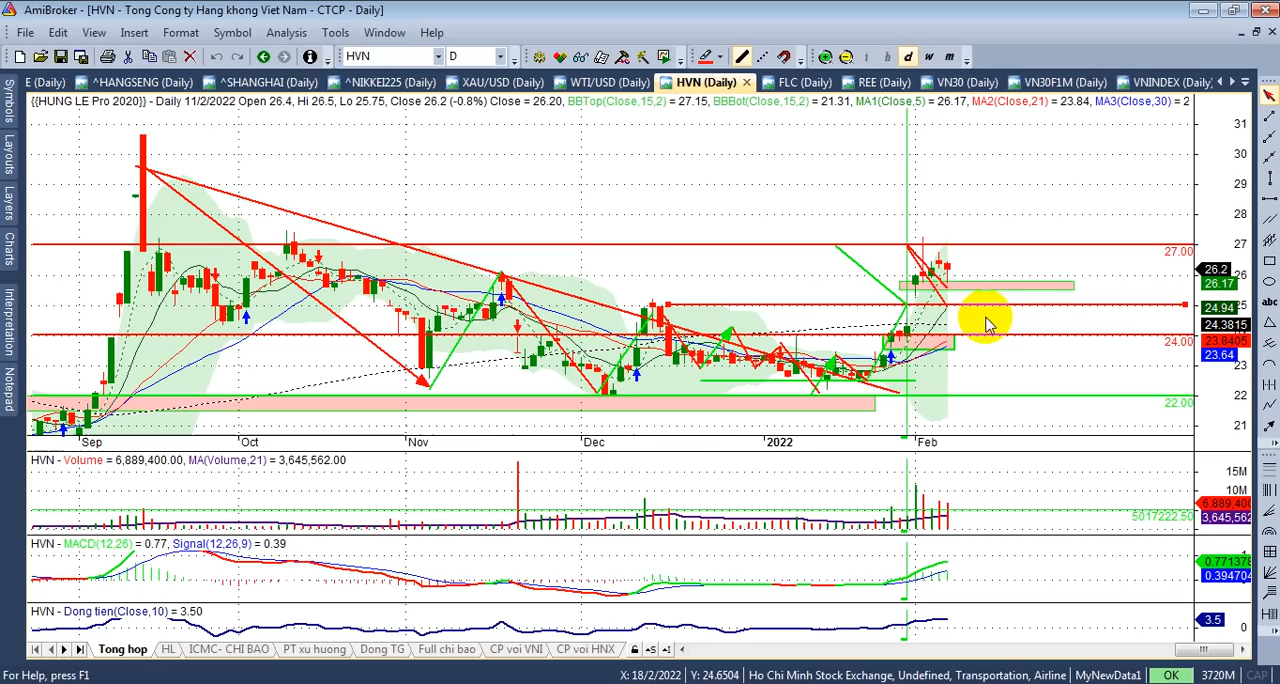 AmiBroker - [HVN - Tong Cong ty Hang khong Viet Nam - CTCP - Daily]
File Edit View Insert Format Symbol Analysis Tools Window Help
HVN D i h d w m
E (Daily) ^HANGSENG (Daily) ^SHANGHAI (Daily) ^NIKKEI225 (Daily) XAU/USD (Daily) WTI/USD (Daily) HVN (Daily) FLC (Daily) REE (Daily) VN30 (Daily) VN30F1M (Daily) VNINDEX (Daily)
Symbols
Layouts
Layers
Charts
Interpretation
Notepad
{{HUNG LE Pro 2020}} - Daily 11/2/2022 Open 26.4, Hi 26.5, Lo 25.75, Close 26.2 (-0.8%) Close = 26.20, BBTop(Close,15,2) = 27.15, BBBot(Close,15,2) = 21.31, MA1(Close,5) = 26.17, MA2(Close,21) = 23.84, MA3(Close,30) = 2
31
30
29
28
27
27.00
26.2
26
26.17
25
24.94
24.3815
24.00
23.8405
23.64
23
22
22.00
21
Sep Oct Nov Dec 2022 Feb
HVN - Volume = 6,889,400.00, MA(Volume,21) = 3,645,562.00
15M
10M
6,889,400
5017222.50
3,645,562
HVN - MACD(12,26) = 0.77, Signal(12,26,9) = 0.39
1
0.771378
0.394704
HVN - Dong tien(Close,10) = 3.50
3.5
0
Tong hop HL ICMC- CHI BAO PT xu huong Dong TG Full chi bao CP voi VNI CP voi HNX
abc
For Help, press F1 X: 18/2/2022 Y: 24.6504 Ho Chi Minh Stock Exchange, Undefined, Transportation, Airline MyNewData1 OK 3720M CAP